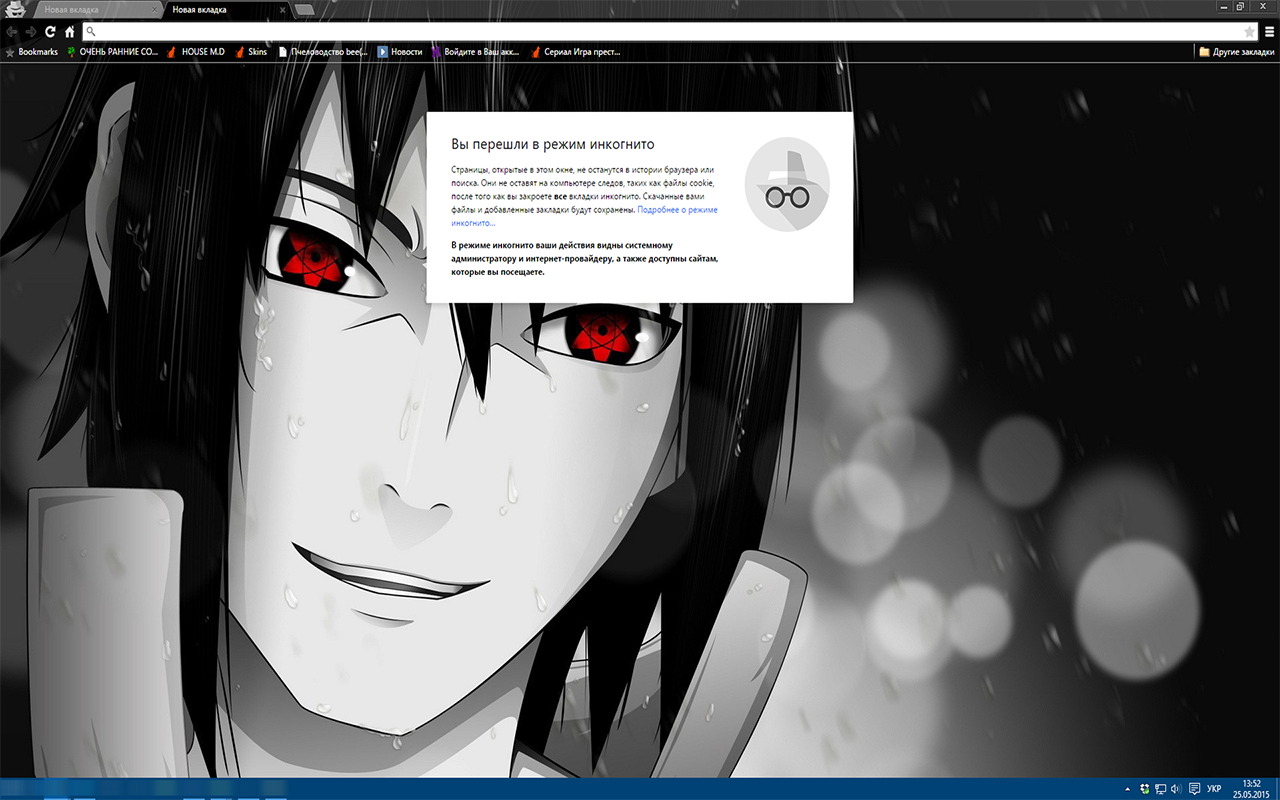 Новая вкладка
Новая вкладка
Bookmarks
ОЧЕНЬ РАННИЕ СО...
HOUSE M.D
Skins
Пчеловодство bee[...
Новости
Войдите в Ваш акк...
Сериал Игра прест...
Другие закладки
Вы перешли в режим инкогнито
Страницы, открытые в этом окне, не останутся в истории браузера или
поиска. Они не оставят на компьютере следов, таких как файлы cookie,
после того как вы закроете все вкладки инкогнито. Скачанные вами
файлы и добавленные закладки будут сохранены. Подробнее о режиме
инкогнито...
В режиме инкогнито ваши действия видны системному
администратору и интернет-провайдеру, а также доступны сайтам,
которые вы посещаете.
УКР
13:52
25.05.2015